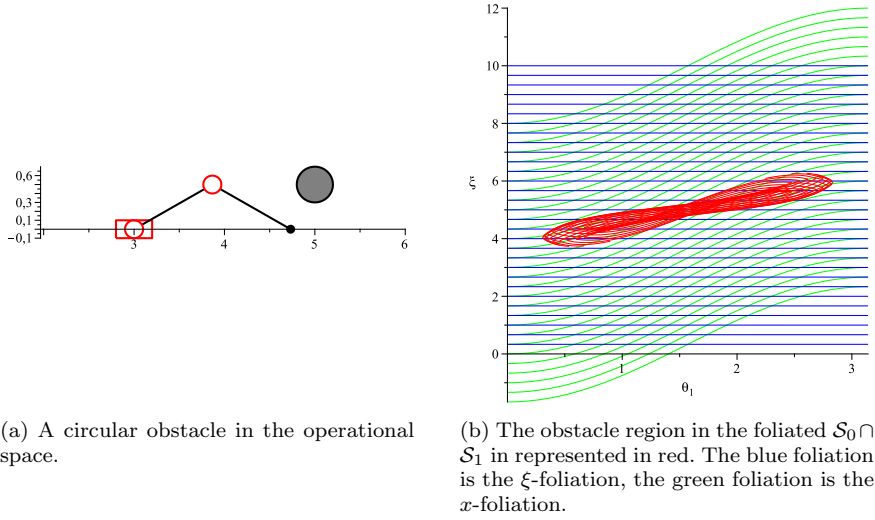 0,6
0,3
0,1
−0,1
3
4
5
6
12
10
8
6
4
2
0
ξ
1
2
3
θ1
(a) A circular obstacle in the operational
space.
(b) The obstacle region in the foliated S0 ∩
S1 in represented in red. The blue foliation
is the ξ-foliation, the green foliation is the
x-foliation.